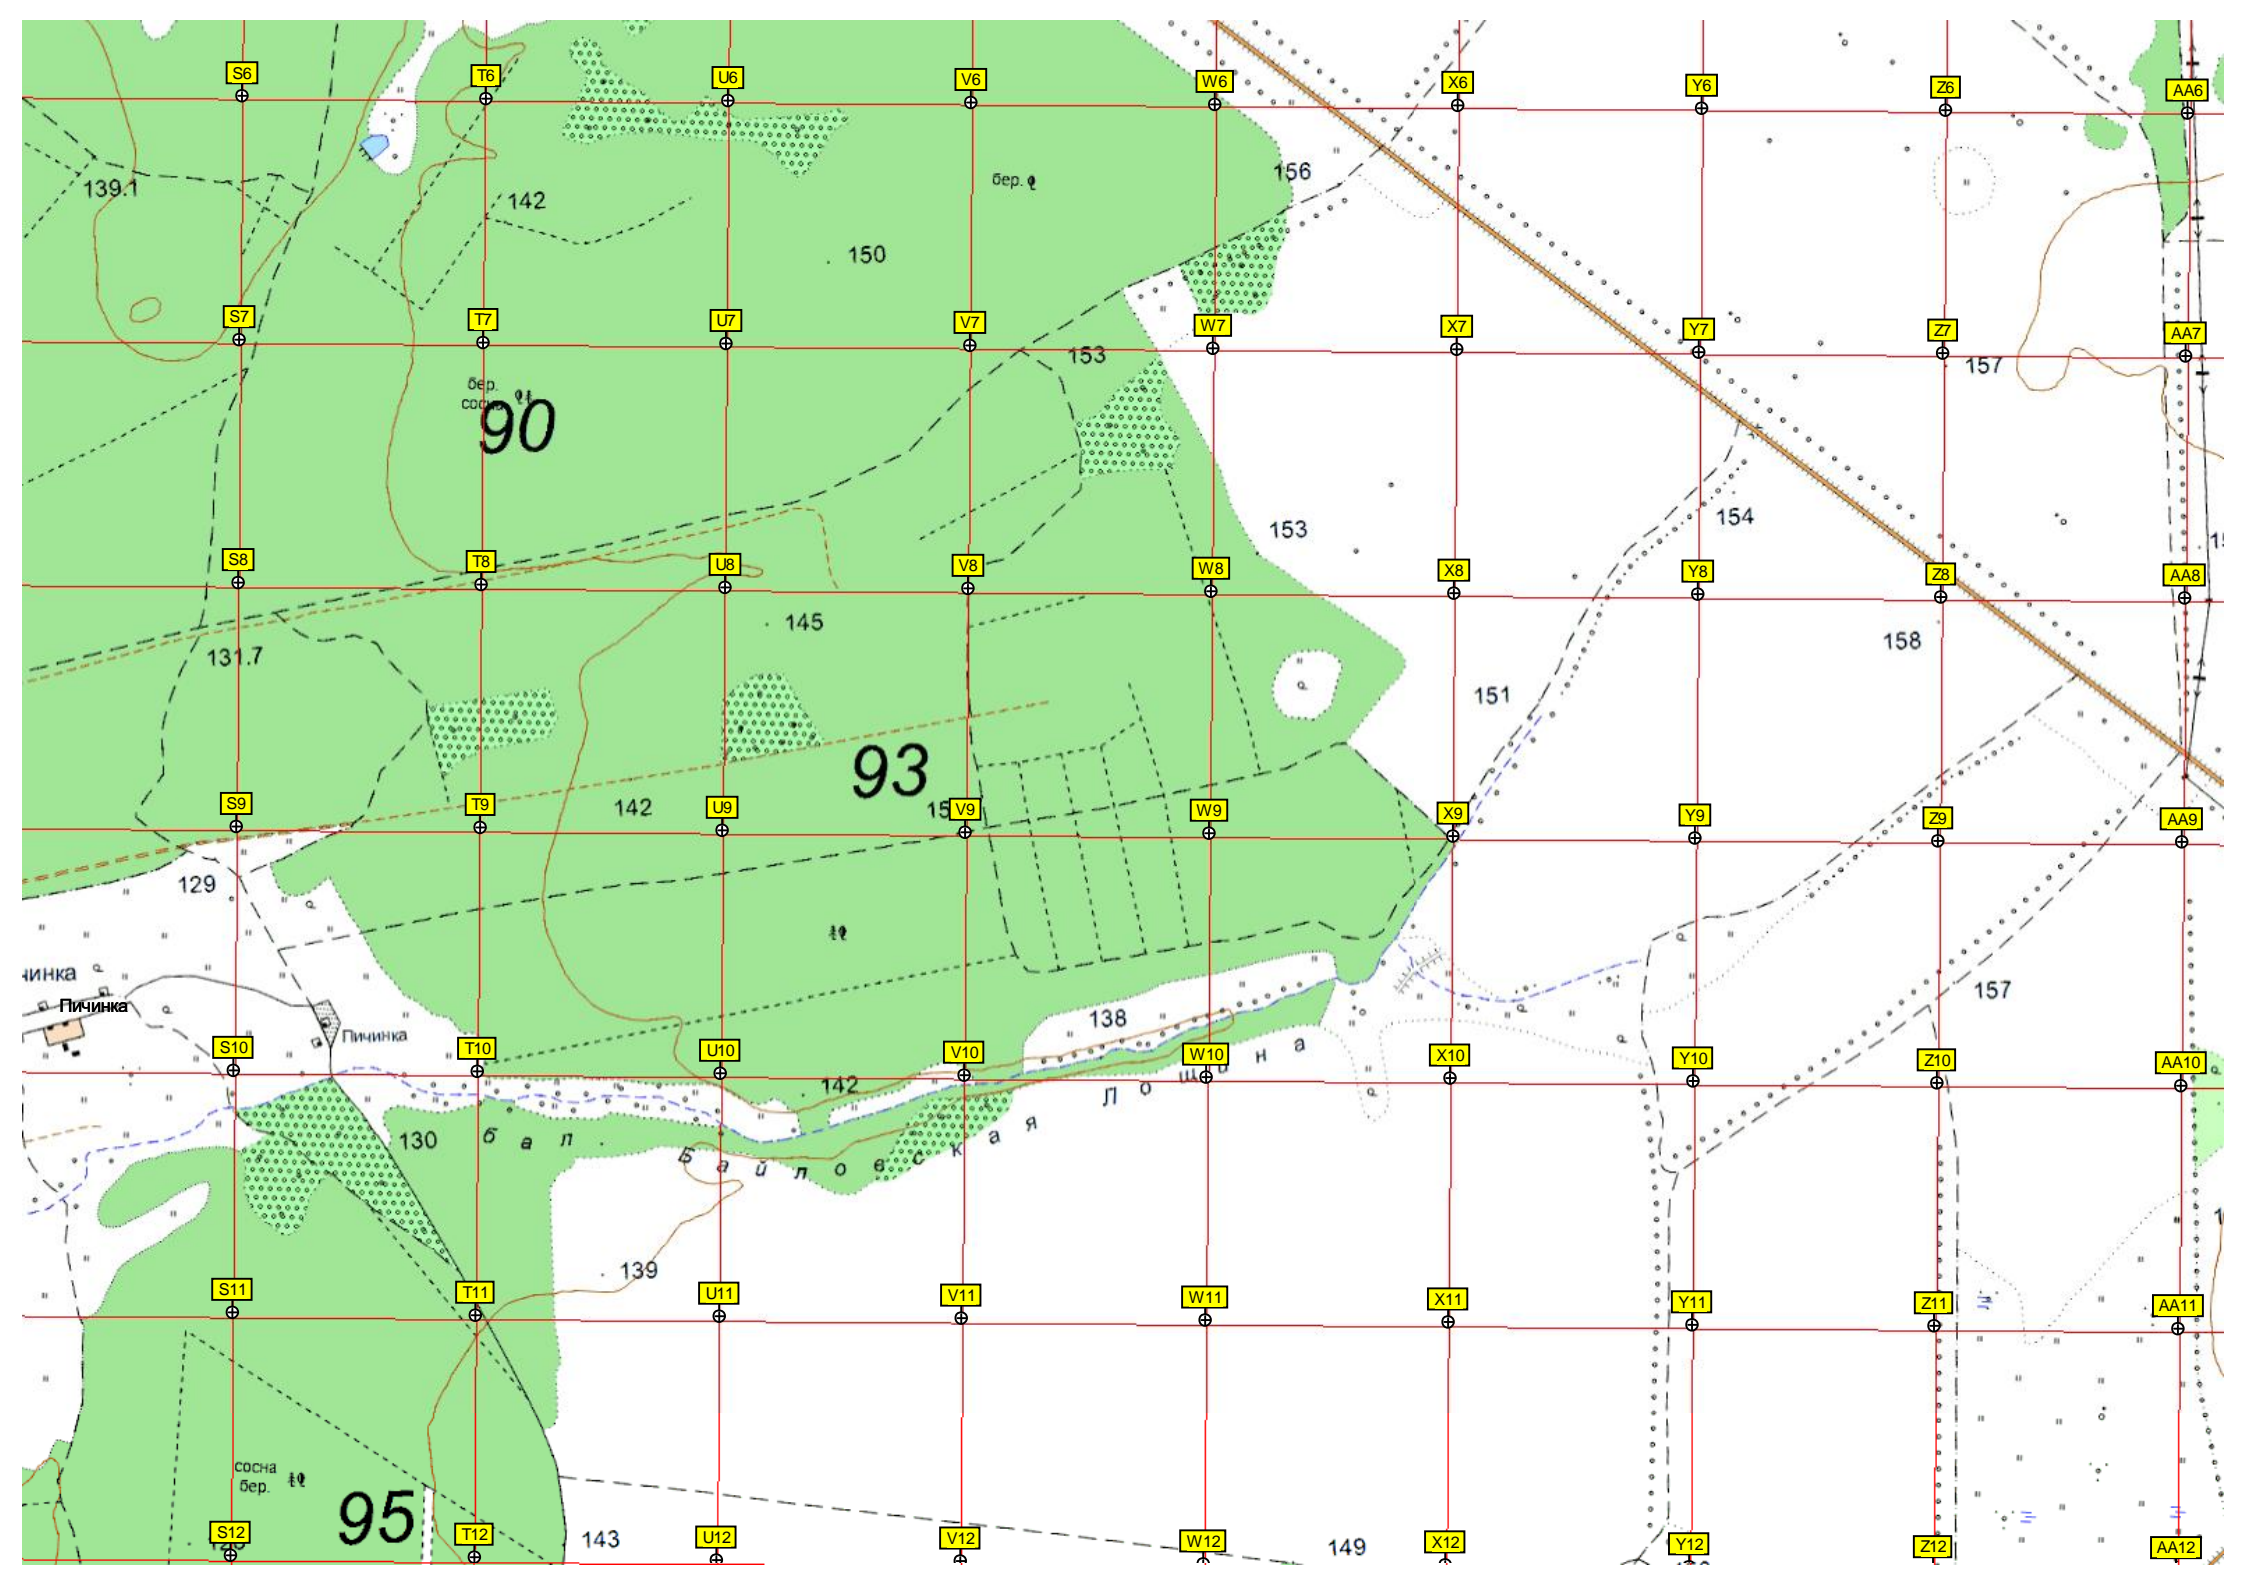 S6 T6 U6 V6 W6 X6 Y6 Z6 AA6
139.1 142 бер. 156
150
S7 T7 U7 V7 W7 X7 Y7 Z7 AA7
153 157
бер.
90
153 154
S8 T8 U8 V8 W8 X8 Y8 Z8 AA8
145 158
131.7
151
93
S9 T9 U9 V9 W9 X9 Y9 Z9 AA9
142 15
129
чинка
Пичинка
157
138
Пичинка
S10 T10 U10 V10 W10 X10 Y10 Z10 AA10
142
130
бал. Байловская Лощина
139
S11 T11 U11 V11 W11 X11 Y11 Z11 AA11
сосна
бер.
95
S12 T12 U12 V12 W12 X12 Y12 Z12 AA12
143 149